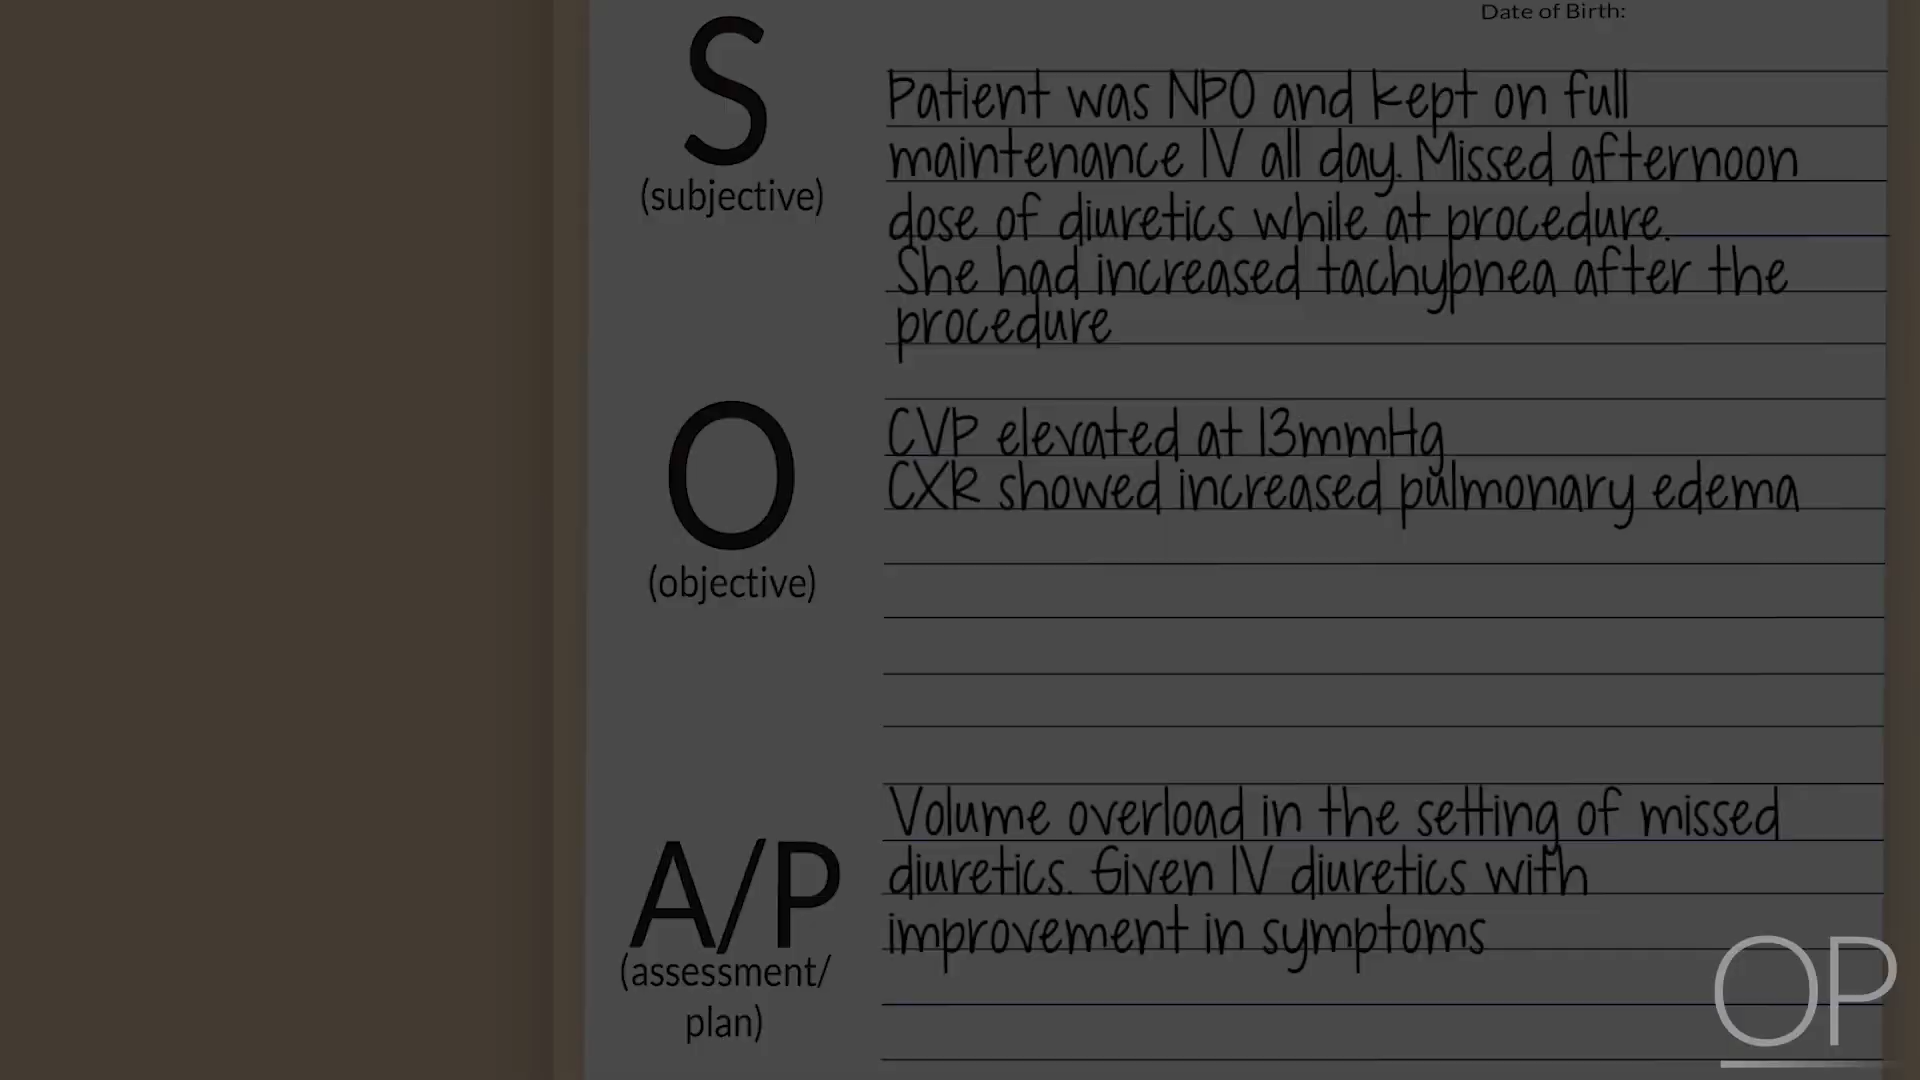 Date of Birth:
S
(subjective)
Patient was NPO and kept on full
maintenance IV all day. Missed afternoon
dose of diuretics while at procedure.
She had increased tachypnea after the
procedure
O
(objective)
CVP elevated at 13mmHg
CXR showed increased pulmonary edema
A/P
(assessment/
plan)
Volume overload in the setting of missed
diuretics. Given IV diuretics with
improvement in symptoms
OP